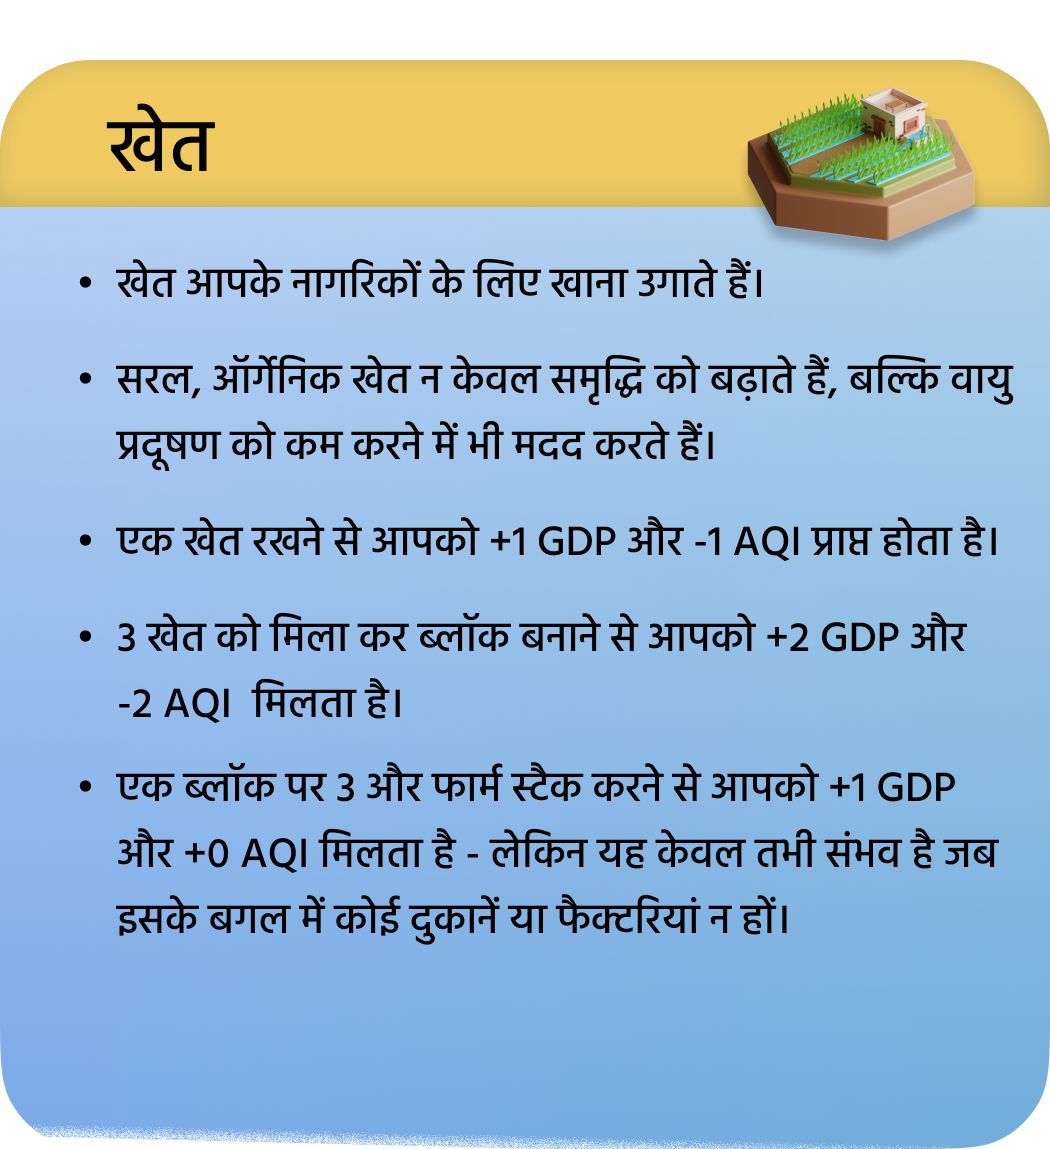 खेत
• खेत आपके नागरिकों के लिए खाना उगाते हैं।
• सरल, ऑर्गेनिक खेत न केवल समृद्धि को बढ़ाते हैं, बल्कि वायु
प्रदूषण को कम करने में भी मदद करते हैं।
• एक खेत रखने से आपको +1 GDP और -1 AQI प्राप्त होता है।
• 3 खेत को मिला कर ब्लॉक बनाने से आपको +2 GDP और
-2 AQI मिलता है।
• एक ब्लॉक पर 3 और फार्म स्टैक करने से आपको +1 GDP
और +0 AQI मिलता है - लेकिन यह केवल तभी संभव है जब
इसके बगल में कोई दुकानें या फैक्टरियां न हों।